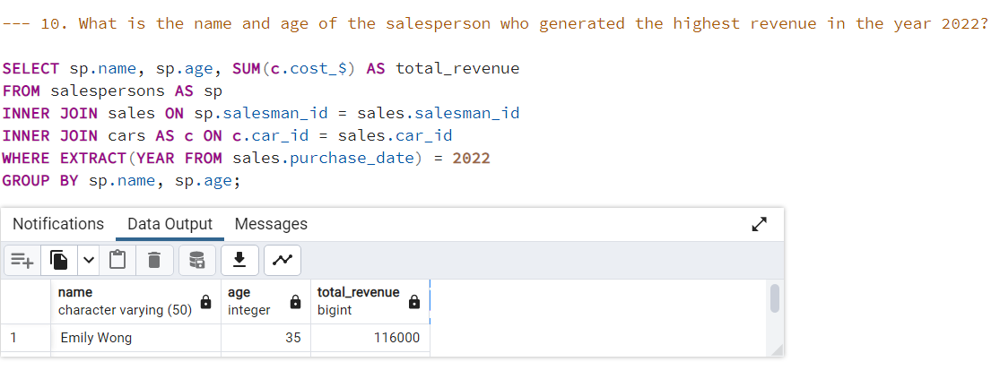 --- 10. What is the name and age of the salesperson who generated the highest revenue in the year 2022?
SELECT sp.name, sp.age, SUM(c.cost_$) AS total_revenue
FROM salespersons AS sp
INNER JOIN sales ON sp.salesman_id = sales.salesman_id
INNER JOIN cars AS c ON c.car_id = sales.car_id
WHERE EXTRACT(YEAR FROM sales.purchase_date) = 2022
GROUP BY sp.name, sp.age;
Notifications Data Output Messages
name age total_revenue
character varying (50) integer bigint
1 Emily Wong 35 116000